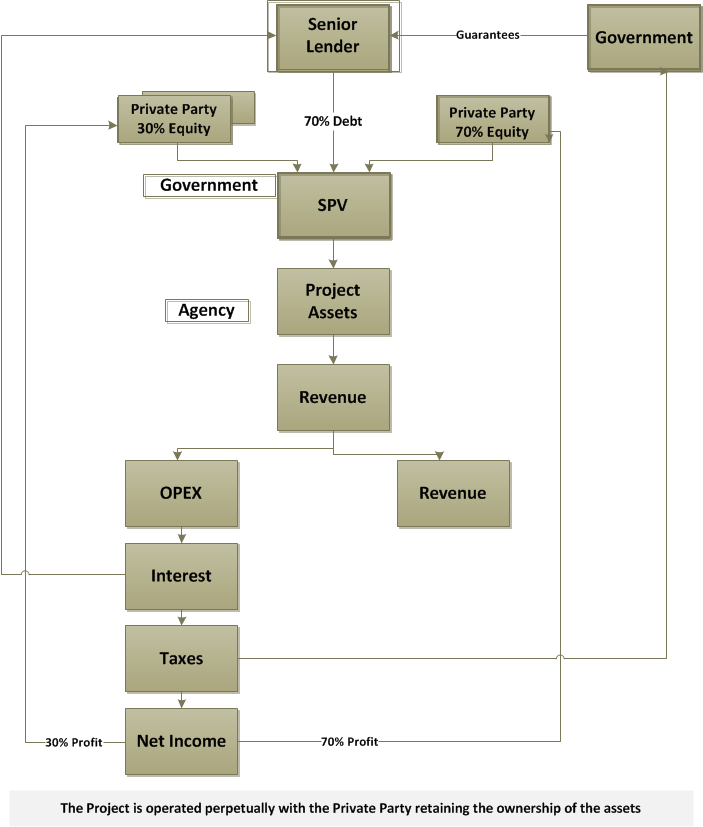 Senior
Lender
Guarantees
Government
Private Party
30% Equity
70% Debt
Private Party
70% Equity
Government
SPV
Project
Assets
Agency
Revenue
OPEX
Revenue
Interest
Taxes
30% Profit
Net Income
70% Profit
The Project is operated perpetually with the Private Party retaining the ownership of the assets